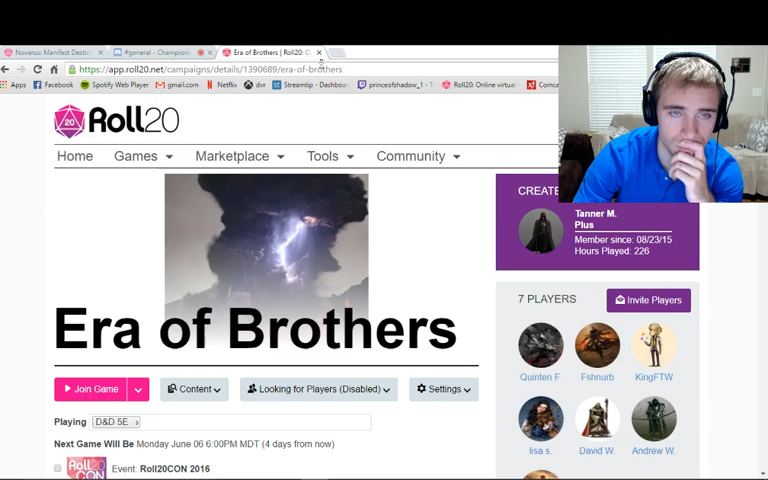 Novarus: Manifest Destin
#general - Champions
Era of Brothers | Roll20: O
https://app.roll20.net/campaigns/details/1390689/era-of-brothers
Apps Facebook Spotify Web Player gmail.com Netflix dvr Streamtip - Dashboa princeofshadow_1 - T Roll20: Online virtual Comca
20 Roll20
Home Games Marketplace Tools Community
CREATE
Tanner M.
Plus
Member since: 08/23/15
Hours Played: 226
Era of Brothers
7 PLAYERS Invite Players
Quinten F. Fshnurb KingFTW
lisa s. David W. Andrew W.
Join Game Content Looking for Players (Disabled) Settings
Playing D&D 5E
Next Game Will Be Monday June 06 6:00PM MDT (4 days from now)
Roll20 CON Event: Roll20CON 2016